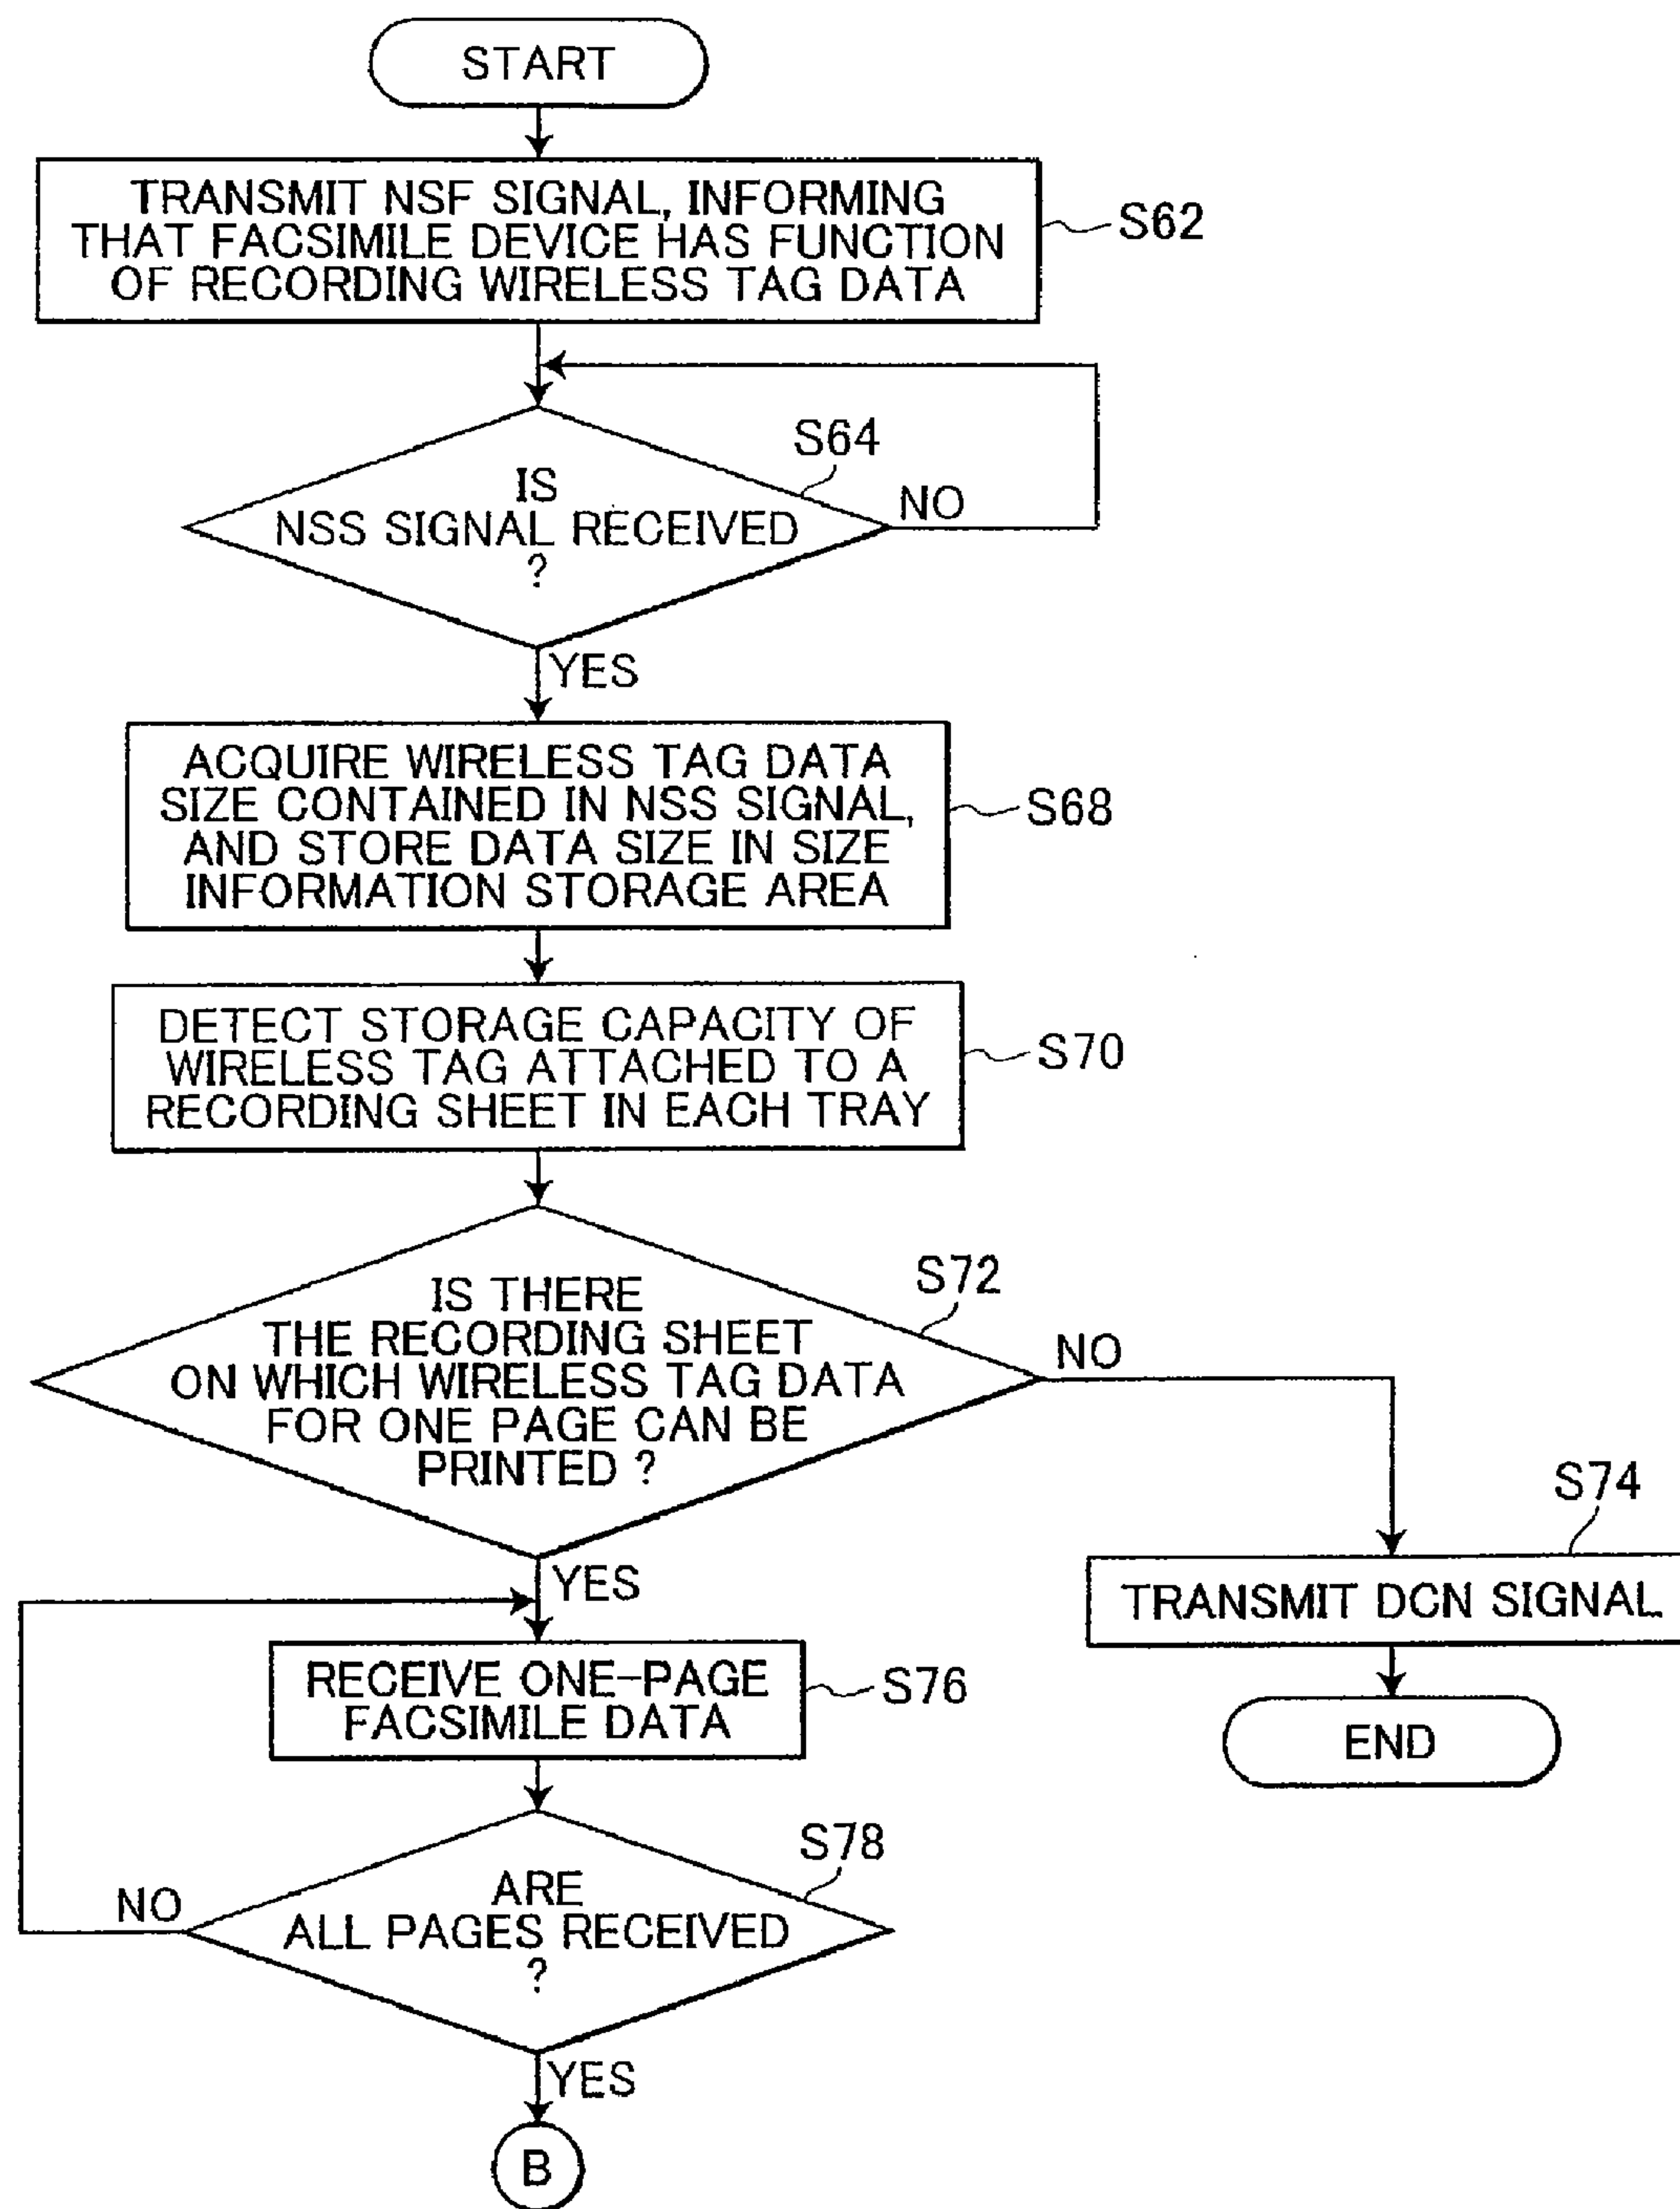 START
TRANSMIT NSF SIGNAL, INFORMING
THAT FACSIMILE DEVICE HAS FUNCTION
OF RECORDING WIRELESS TAG DATA
S62
S64
IS
NSS SIGNAL RECEIVED
?
NO
YES
ACQUIRE WIRELESS TAG DATA
SIZE CONTAINED IN NSS SIGNAL,
AND STORE DATA SIZE IN SIZE
INFORMATION STORAGE AREA
S68
DETECT STORAGE CAPACITY OF
WIRELESS TAG ATTACHED TO A
RECORDING SHEET IN EACH TRAY
S70
S72
IS THERE
THE RECORDING SHEET
ON WHICH WIRELESS TAG DATA
FOR ONE PAGE CAN BE
PRINTED ?
NO
YES
S74
TRANSMIT DCN SIGNAL
END
RECEIVE ONE-PAGE
FACSIMILE DATA
S76
S78
ARE
ALL PAGES RECEIVED
?
NO
YES
B